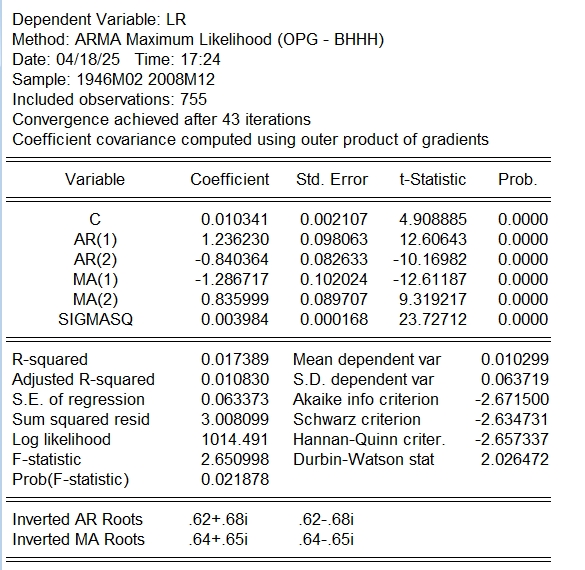 Dependent Variable: LR
Method: ARMA Maximum Likelihood (OPG - BHHH)
Date: 04/18/25 Time: 17:24
Sample: 1946M02 2008M12
Included observations: 755
Convergence achieved after 43 iterations
Coefficient covariance computed using outer product of gradients
Variable Coefficient Std. Error t-Statistic Prob.
C 0.010341 0.002107 4.908885 0.0000
AR(1) 1.236230 0.098063 12.60643 0.0000
AR(2) -0.840364 0.082633 -10.16982 0.0000
MA(1) -1.286717 0.102024 -12.61187 0.0000
MA(2) 0.835999 0.089707 9.319217 0.0000
SIGMASQ 0.003984 0.000168 23.72712 0.0000
R-squared 0.017389 Mean dependent var 0.010299
Adjusted R-squared 0.010830 S.D. dependent var 0.063719
S.E. of regression 0.063373 Akaike info criterion -2.671500
Sum squared resid 3.008099 Schwarz criterion -2.634731
Log likelihood 1014.491 Hannan-Quinn criter. -2.657337
F-statistic 2.650998 Durbin-Watson stat 2.026472
Prob(F-statistic) 0.021878
Inverted AR Roots .62+.68i .62-.68i
Inverted MA Roots .64+.65i .64-.65i